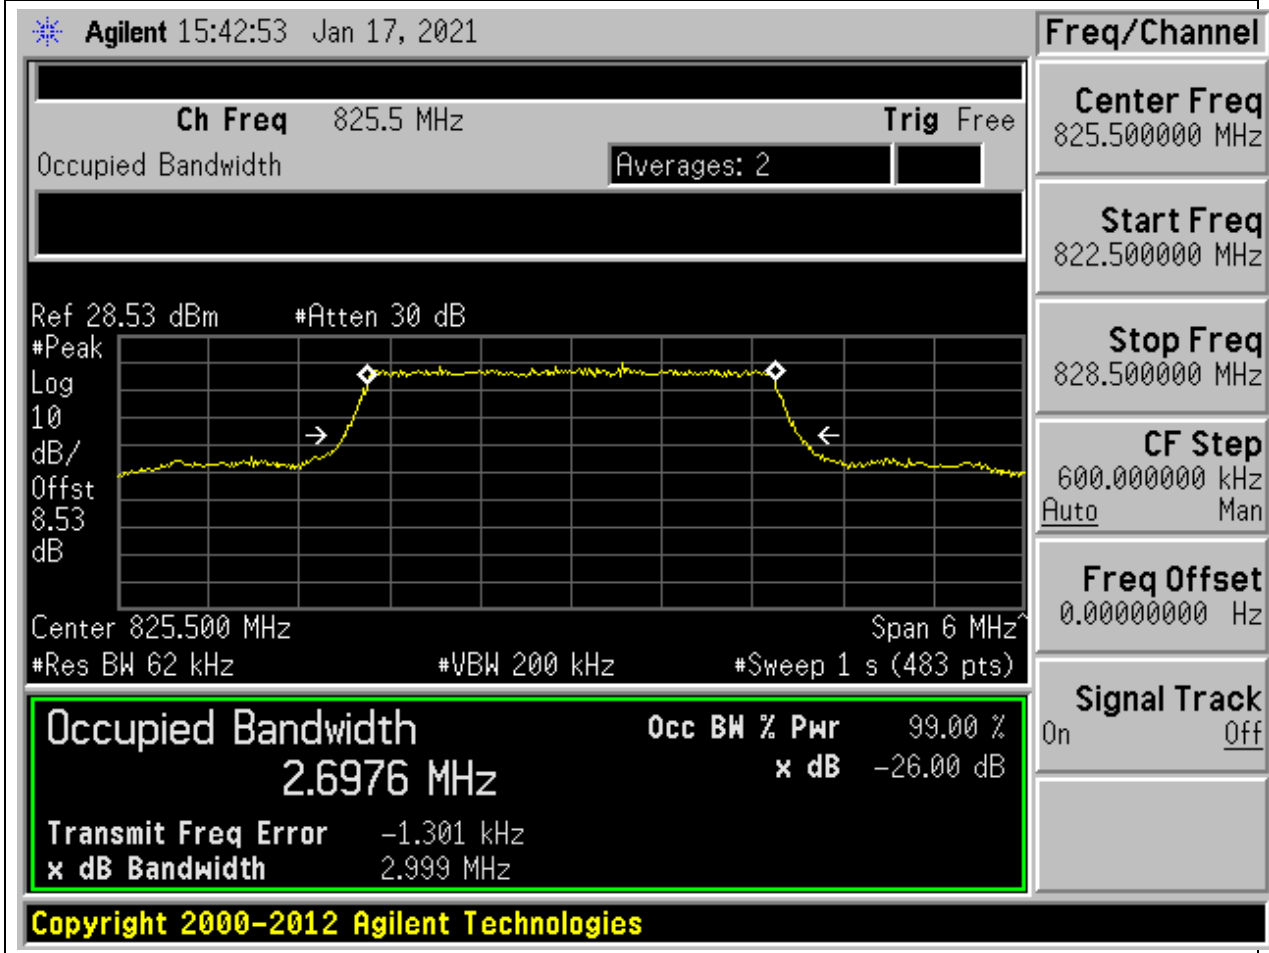 Agilent 15:42:53 Jan 17, 2021
Freq/Channel
Ch Freq 825.5 MHz Trig Free
Occupied Bandwidth Averages: 2
Center Freq
825.500000 MHz
Start Freq
822.500000 MHz
Stop Freq
828.500000 MHz
CF Step
600.000000 kHz
Auto Man
Freq Offset
0.00000000 Hz
Signal Track
On Off
Ref 28.53 dBm #Atten 30 dB
#Peak
Log
10
dB/
Offst
8.53
dB
Center 825.500 MHz Span 6 MHz^
#Res BW 62 kHz #VBW 200 kHz #Sweep 1 s (483 pts)
Occupied Bandwidth Occ BW % Pwr 99.00 %
2.6976 MHz x dB -26.00 dB
Transmit Freq Error -1.301 kHz
x dB Bandwidth 2.999 MHz
Copyright 2000-2012 Agilent Technologies